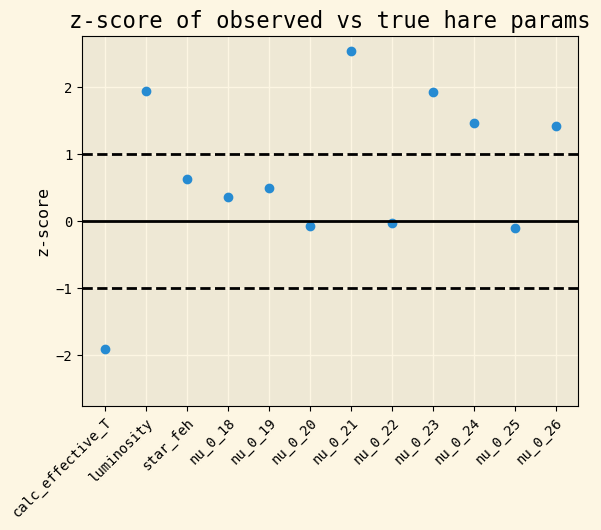 z-score of observed vs true hare params
z-score
2
1
0
−1
−2
calc_effective_T
luminosity
star_feh
nu_0_18
nu_0_19
nu_0_20
nu_0_21
nu_0_22
nu_0_23
nu_0_24
nu_0_25
nu_0_26